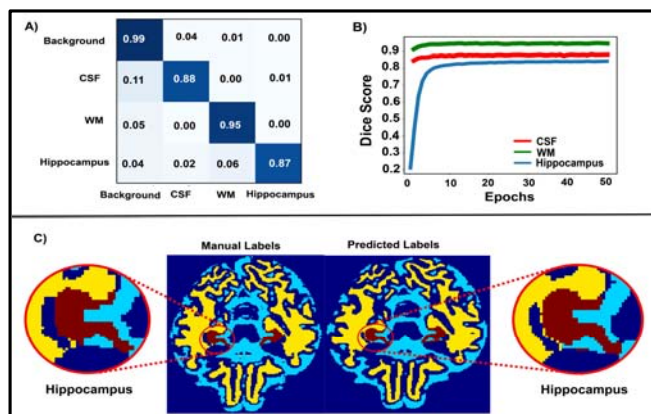 A)
Background 0.99 0.04 0.01 0.00
CSF 0.11 0.88 0.00 0.01
WM 0.05 0.00 0.95 0.00
Hippocampus 0.04 0.02 0.06 0.87
Background CSF WM Hippocampus
B)
Dice Score
0.9
0.8
0.7
0.6
0.5
0.4
0.3
0.2
CSF
WM
Hippocampus
0 10 20 30 40 50
Epochs
C)
Manual Labels Predicted Labels
Hippocampus Hippocampus